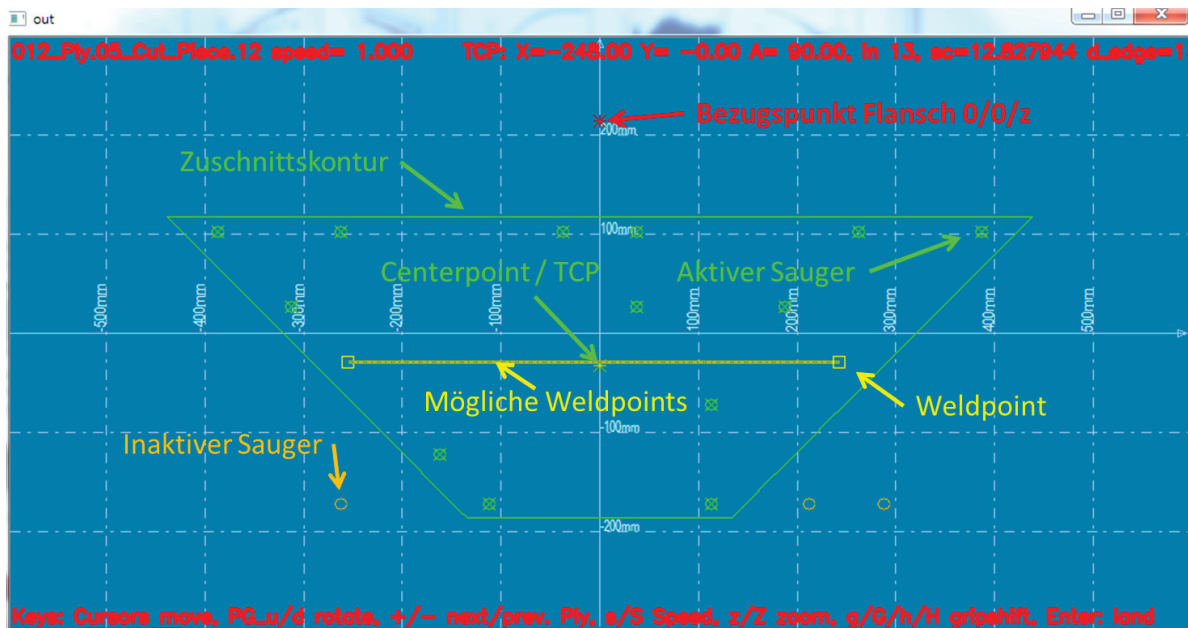 out
012_Ply.05_Cut_Piece.12 speed= 1.000 TCP: X=-248.00 Y= -0.00 A= 90.00, in 13, sc=12.827944 d_edge=1
Bezugspunkt Flansch 0/0/z
200mm
Zuschnittskontur
100mm
Centerpoint / TCP
Aktiver Sauger
-500mm
-400mm
-300mm
-200mm
-100mm
100mm
200mm
300mm
400mm
500mm
Mögliche Weldpoints
Weldpoint
-100mm
Inaktiver Sauger
-200mm
Keys: Cursors move, PG_u/d rotate, +/- next/prev. Ply, s/S Speed, z/Z zoom, g/G/h/H gripshift, Enter: land